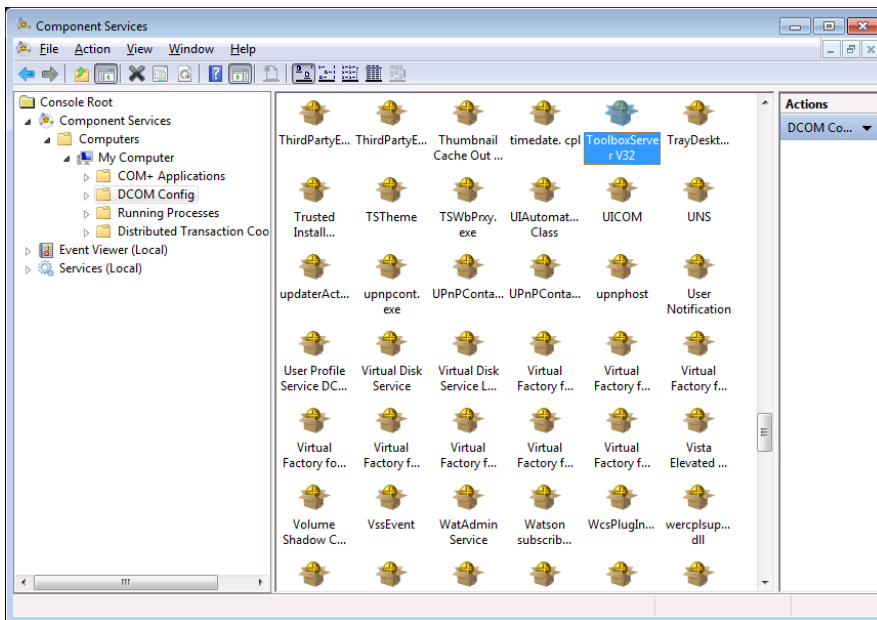 Component Services
File Action View Window Help
Console Root
Component Services
Computers
My Computer
COM+ Applications
DCOM Config
Running Processes
Distributed Transaction Coo
Event Viewer (Local)
Services (Local)
ThirdPartyE... ThirdPartyE... Thumbnail timedate. cpl ToolboxServe TrayDeskt...
Cache Out ... r V32
Trusted TSTheme TSWbPrxy. UIAutomat... UICOM UNS
Install... exe Class
updaterAct... upnpcont. UPnPConta... UPnPConta... upnphost User
exe Notification
User Profile Virtual Disk Virtual Disk Virtual Virtual Virtual
Service DC... Service Service L... Factory f... Factory f... Factory f...
Virtual Virtual Virtual Virtual Virtual Vista
Factory fo... Factory f... Factory f... Factory f... Factory f... Elevated ...
Volume VssEvent WatAdmin Watson WcsPlugIn... wercplsup...
Shadow C... Service subscrib... dll
Actions
DCOM Co...